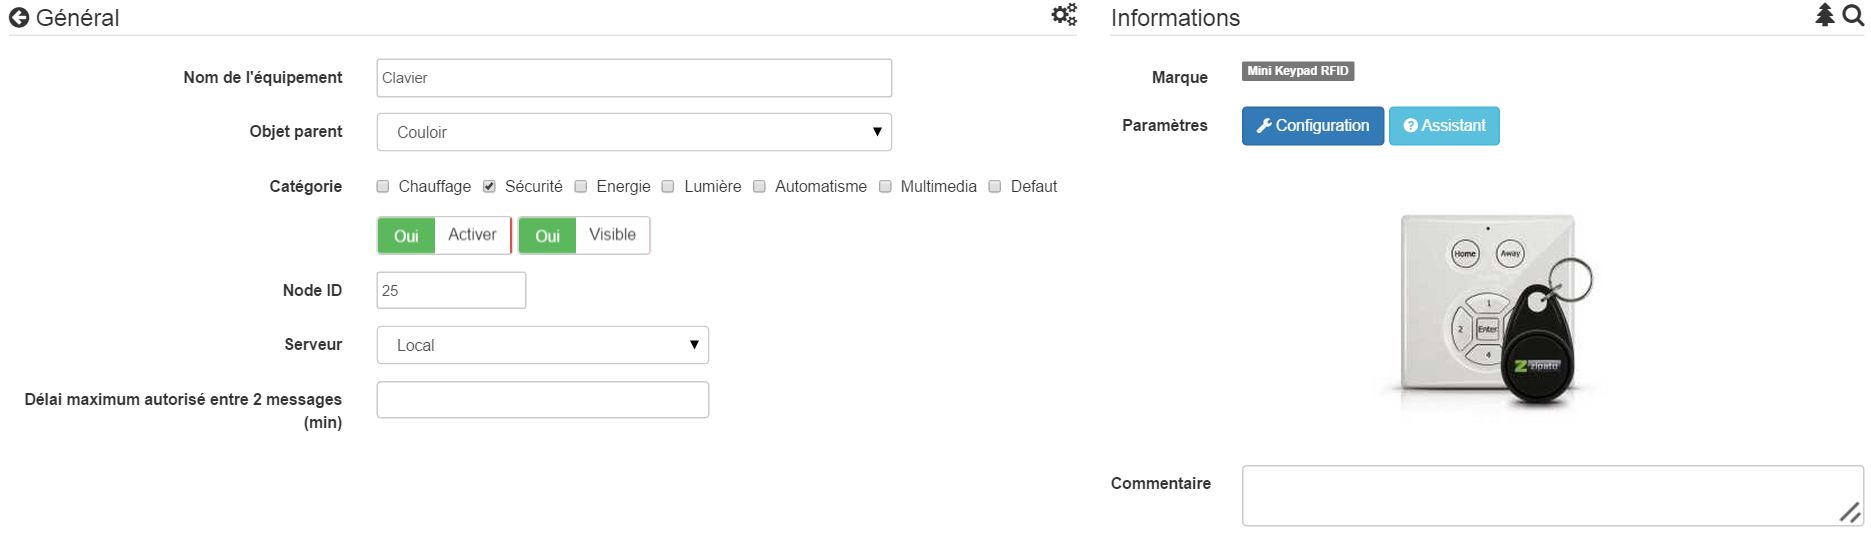 Général
Nom de l'équipement
Clavier
Objet parent
Couloir
Catégorie
Chauffage Sécurité Energie Lumière Automatisme Multimedia Defaut
Oui Activer Oui Visible
Node ID
25
Serveur
Local
Délai maximum autorisé entre 2 messages
(min)
Informations
Marque
Mini Keypad RFID
Paramètres
Configuration
Assistant
Home Away
1
2 Enter
4
Z zipato
Commentaire